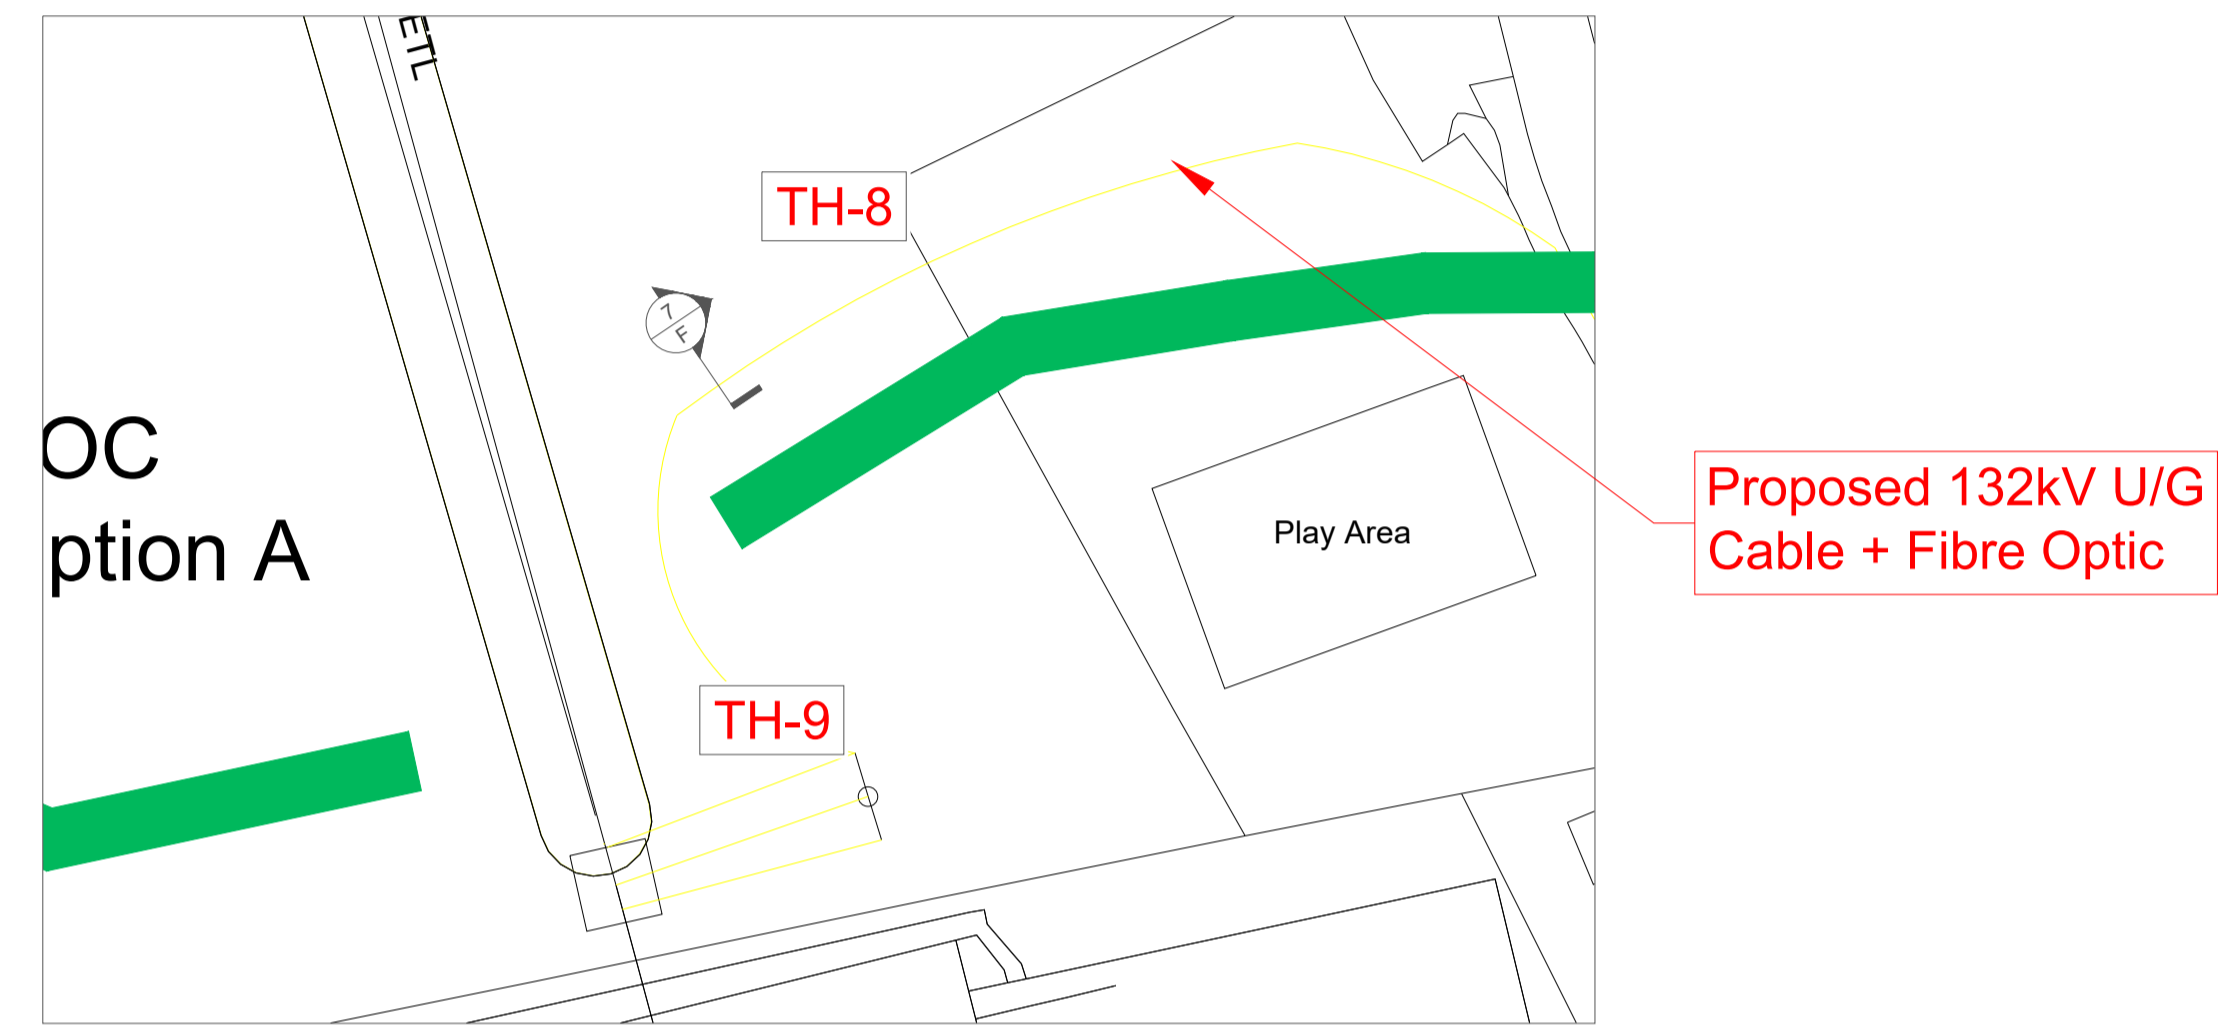 ETL
TH-8
7
F
OC
ption A
Play Area
Proposed 132kV U/G
Cable + Fibre Optic
TH-9